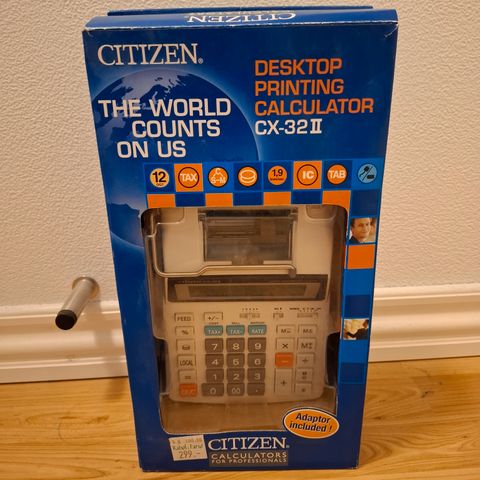 CITIZEN®
DESKTOP
PRINTING
CALCULATOR
CX-32II
THE WORLD
COUNTS
ON US
12
TAX
1,9
IC
TAB
FEED
+/-
TAX+
TAX-
RATE
%
7
8
9
×
LOCAL
4
5
6
-
÷
=
1
2
3
+
0
00
Adaptor
included !
299.-
CITIZEN®
CALCULATORS
FOR PROFESSIONALS